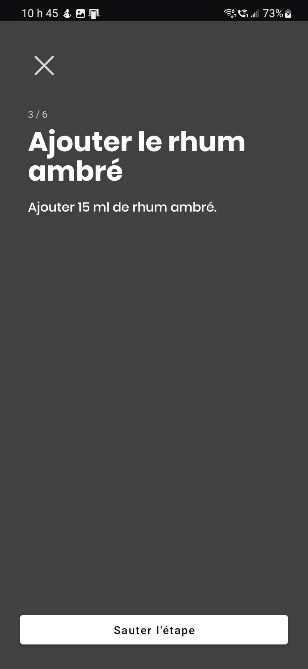 10 h 45 73%
3 / 6
Ajouter le rhum
ambré
Ajouter 15 ml de rhum ambré.
Sauter l'étape